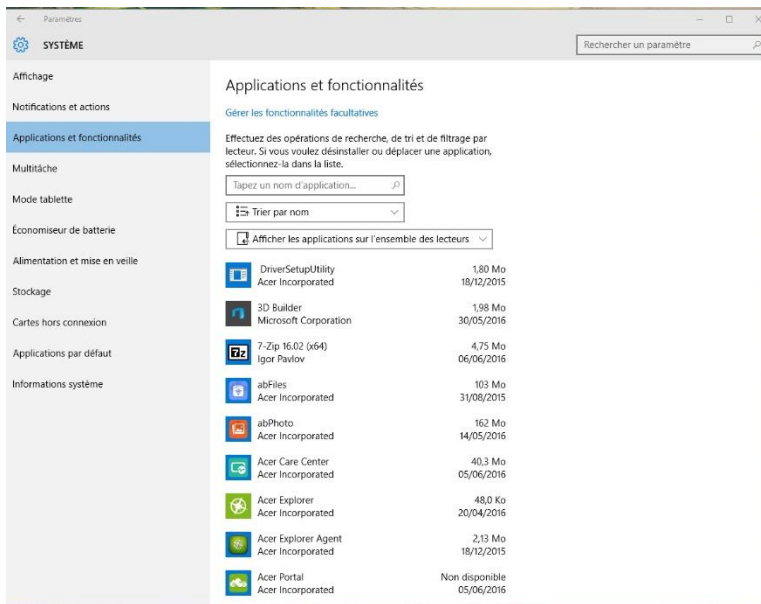 Paramètres
SYSTÈME
Rechercher un paramètre
Affichage
Notifications et actions
Applications et fonctionnalités
Multitâche
Mode tablette
Économiseur de batterie
Alimentation et mise en veille
Stockage
Cartes hors connexion
Applications par défaut
Informations système
Applications et fonctionnalités
Gérer les fonctionnalités facultatives
Effectuez des opérations de recherche, de tri et de filtrage par
lecteur. Si vous voulez désinstaller ou déplacer une application,
sélectionnez-la dans la liste.
Tapez un nom d'application...
Trier par nom
Afficher les applications sur l'ensemble des lecteurs
DriverSetupUtility 1,80 Mo
Acer Incorporated 18/12/2015
3D Builder 1,98 Mo
Microsoft Corporation 30/05/2016
7-Zip 16.02 (x64) 4,75 Mo
Igor Pavlov 06/06/2016
abFiles 103 Mo
Acer Incorporated 31/08/2015
abPhoto 162 Mo
Acer Incorporated 14/05/2016
Acer Care Center 40,3 Mo
Acer Incorporated 05/06/2016
Acer Explorer 48,0 Ko
Acer Incorporated 20/04/2016
Acer Explorer Agent 2,13 Mo
Acer Incorporated 18/12/2015
Acer Portal Non disponible
Acer Incorporated 05/06/2016